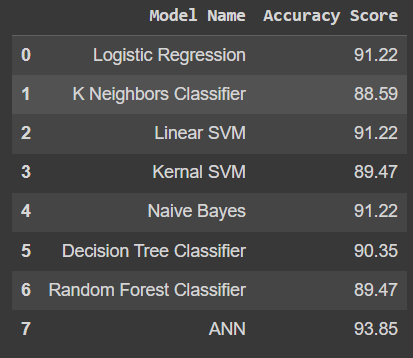 Model Name Accuracy Score
0 Logistic Regression 91.22
1 K Neighbors Classifier 88.59
2 Linear SVM 91.22
3 Kernal SVM 89.47
4 Naive Bayes 91.22
5 Decision Tree Classifier 90.35
6 Random Forest Classifier 89.47
7 ANN 93.85